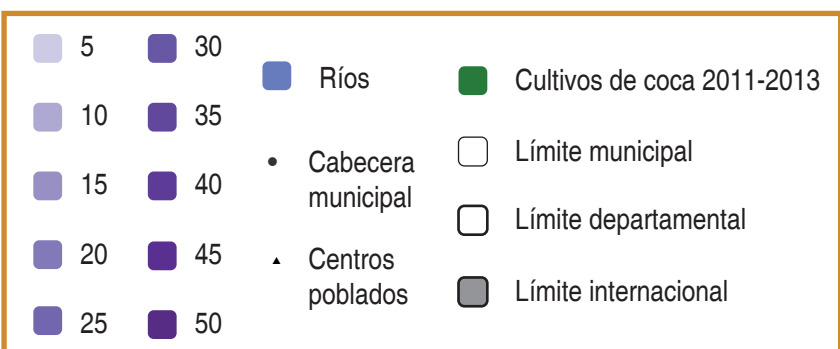 5
10
15
20
25
30
35
40
45
50
Ríos
Cabecera
municipal
Centros
poblados
Cultivos de coca 2011-2013
Límite municipal
Límite departamental
Límite internacional